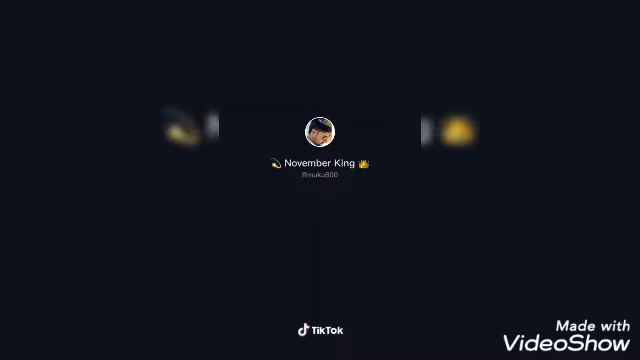 💫 November King 👑
@muku800
TikTok
Made with
VideoShow